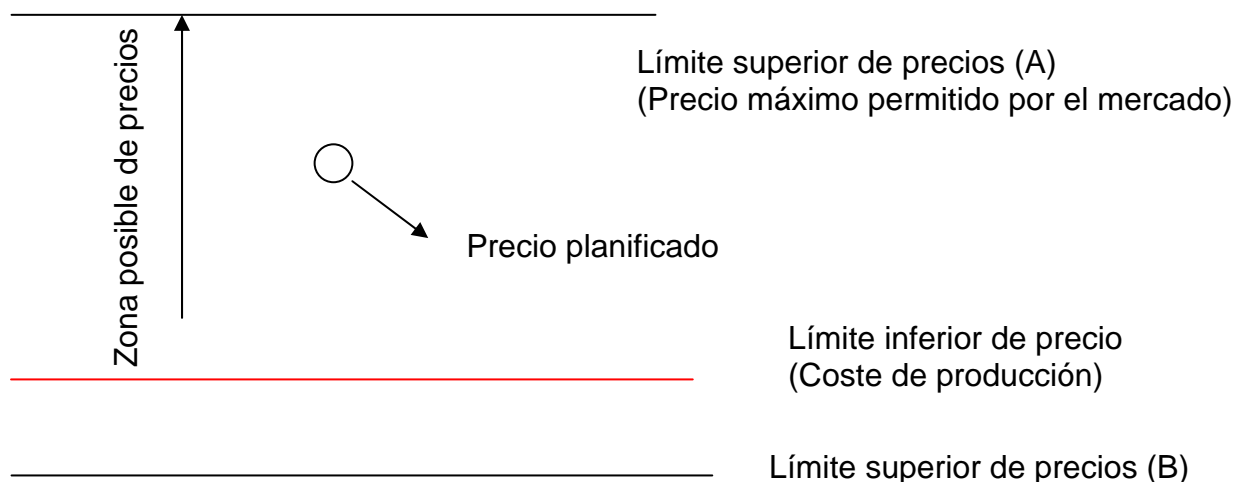 Zona posible de precios
Límite superior de precios (A)
(Precio máximo permitido por el mercado)
Precio planificado
Límite inferior de precio
(Coste de producción)
Límite superior de precios (B)